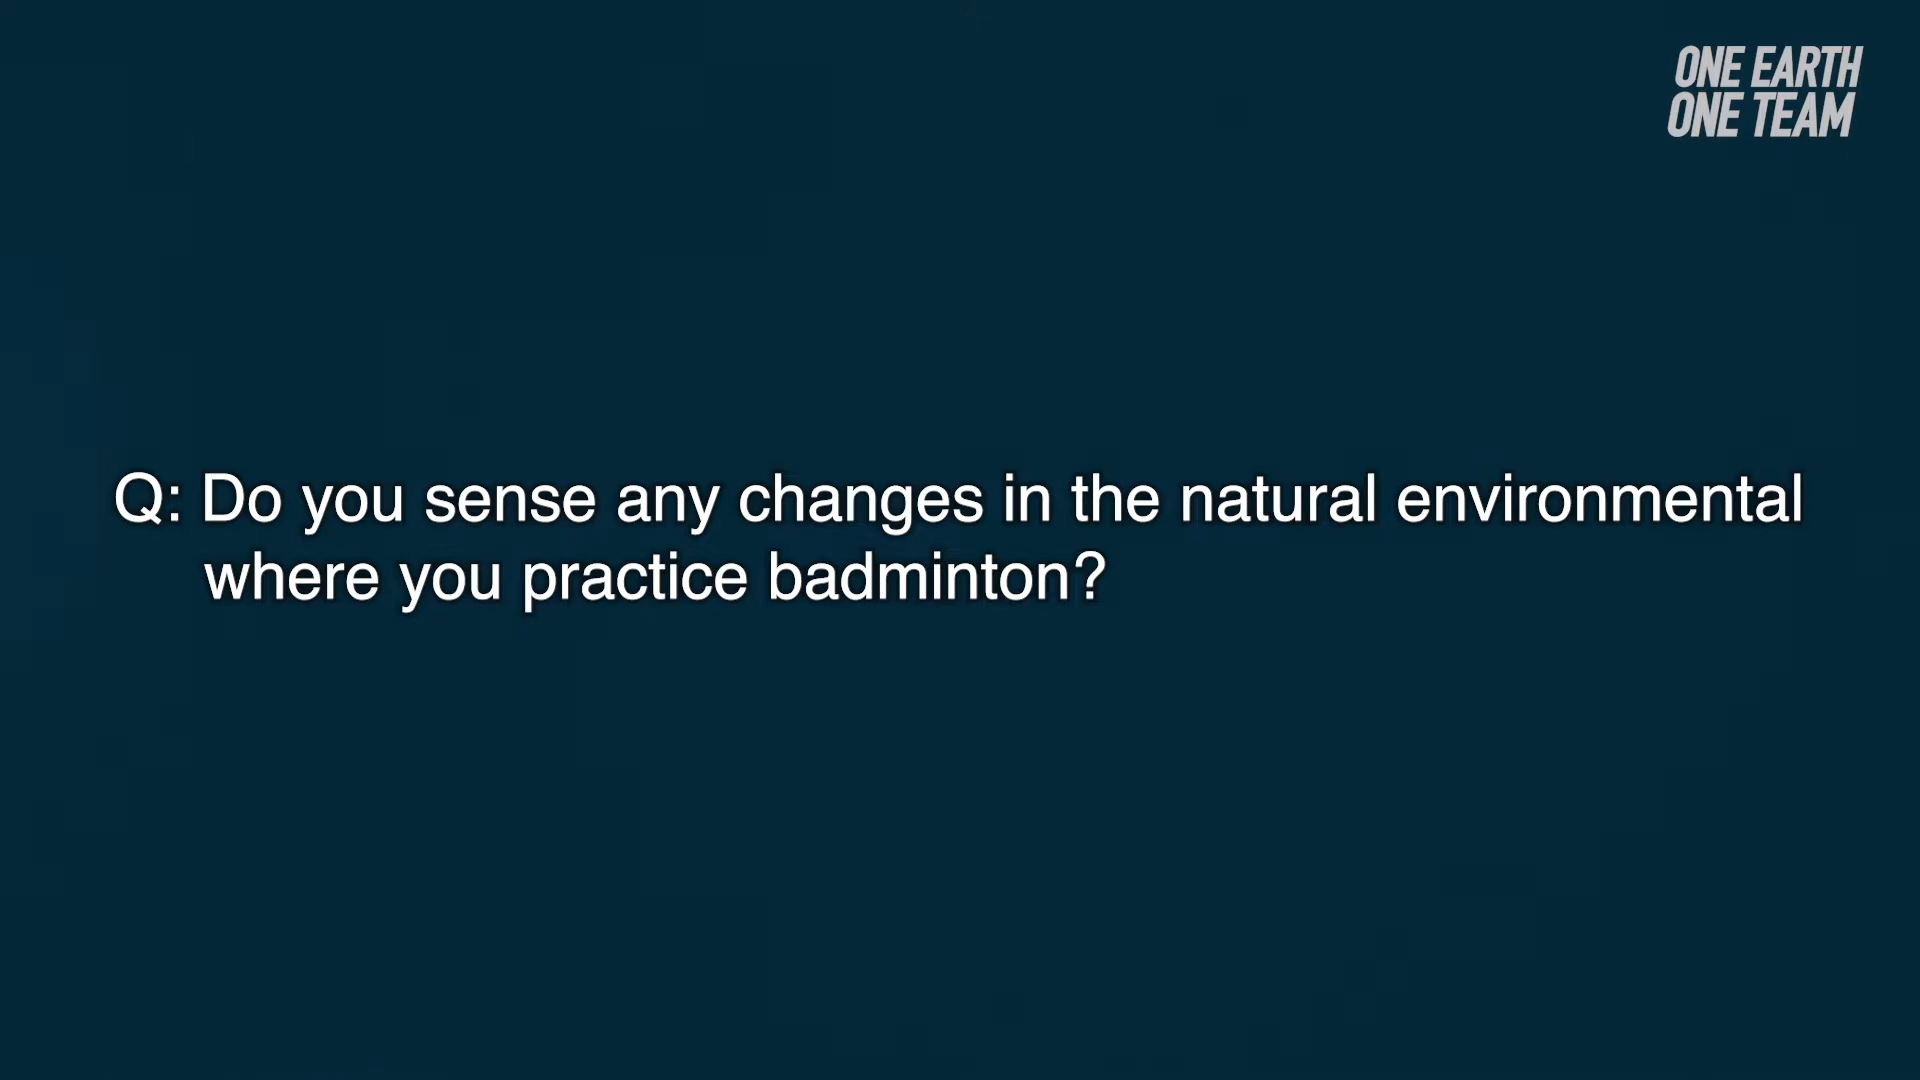 ONE EARTH
ONE TEAM
Q: Do you sense any changes in the natural environmental
where you practice badminton?